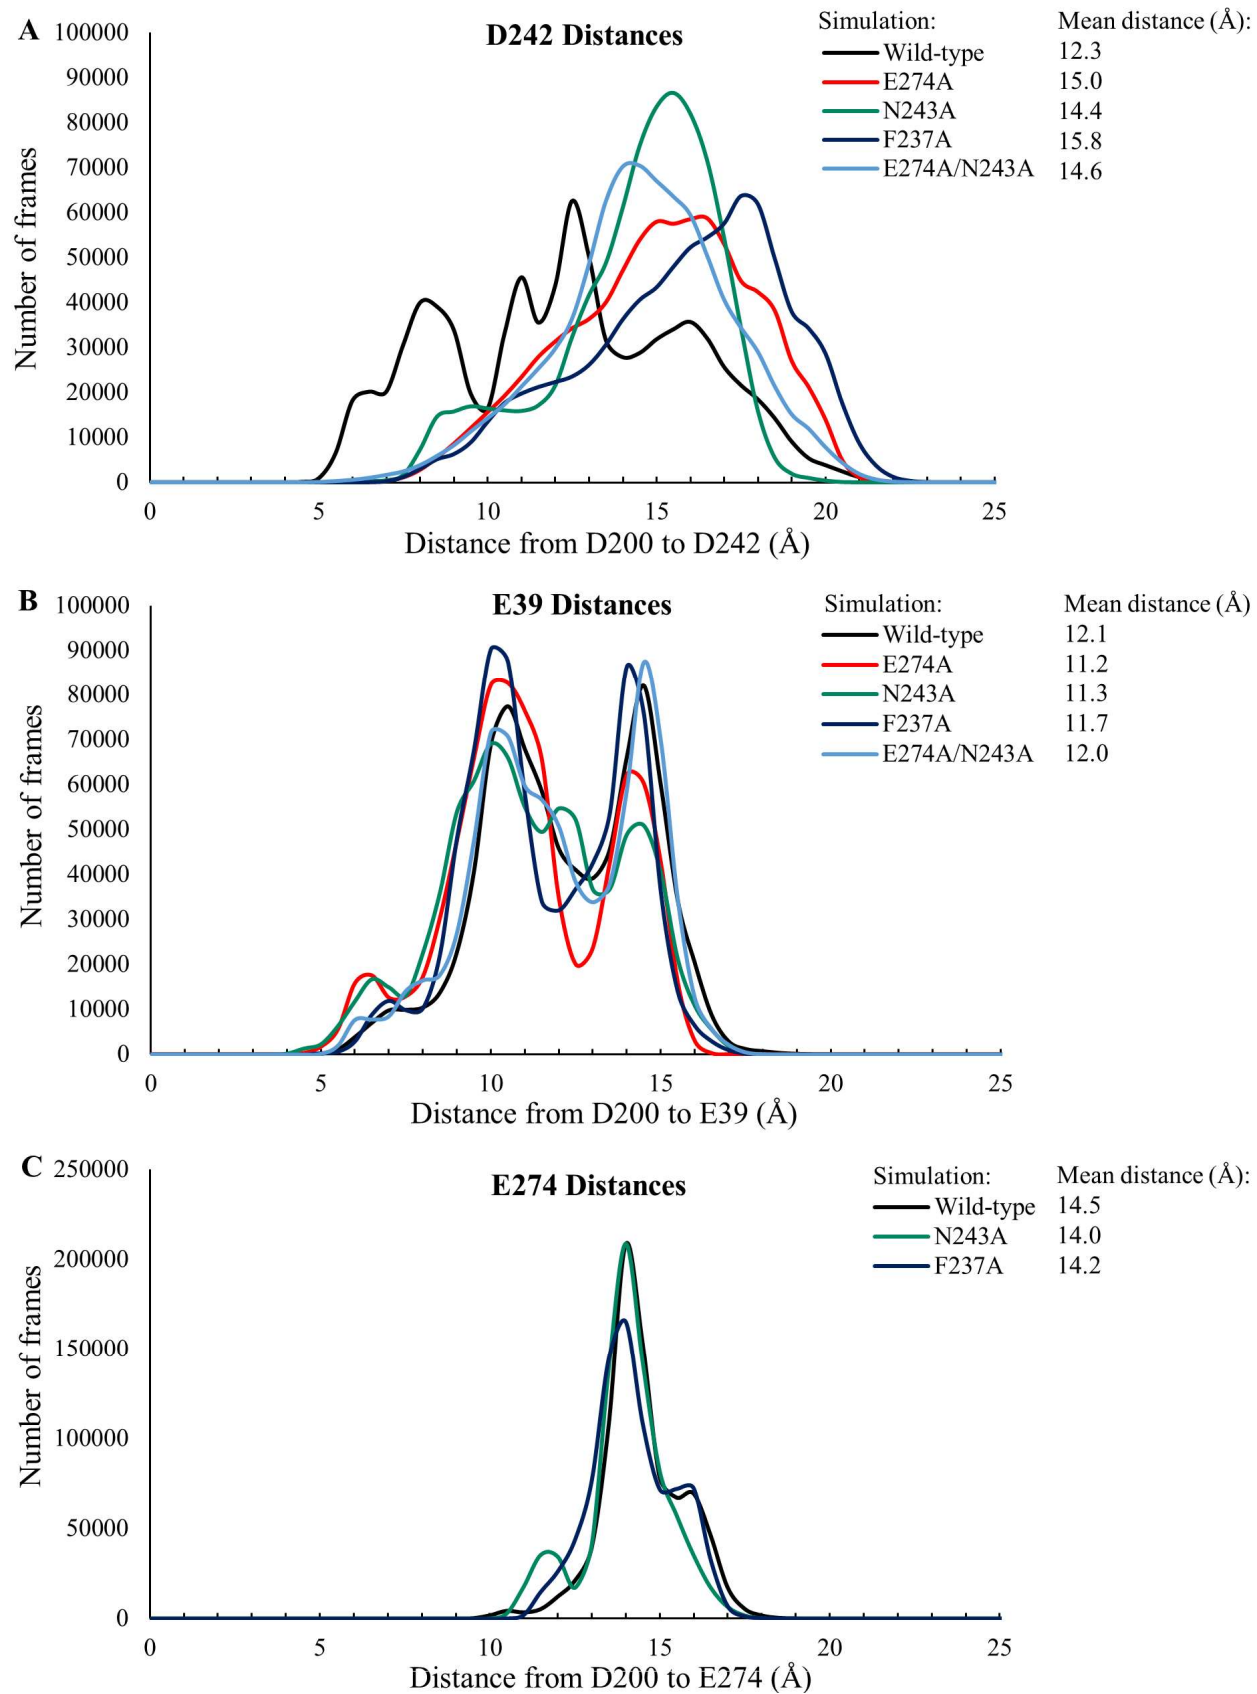 A
D242 Distances
Simulation: Mean distance (Å):
Wild-type 12.3
E274A 15.0
N243A 14.4
F237A 15.8
E274A/N243A 14.6
Number of frames
100000
90000
80000
70000
60000
50000
40000
30000
20000
10000
0
0 5 10 15 20 25
Distance from D200 to D242 (Å)
B
E39 Distances
Simulation: Mean distance (Å)
Wild-type 12.1
E274A 11.2
N243A 11.3
F237A 11.7
E274A/N243A 12.0
Number of frames
100000
90000
80000
70000
60000
50000
40000
30000
20000
10000
0
0 5 10 15 20 25
Distance from D200 to E39 (Å)
C
E274 Distances
Simulation: Mean distance (Å):
Wild-type 14.5
N243A 14.0
F237A 14.2
Number of frames
250000
200000
150000
100000
50000
0
0 5 10 15 20 25
Distance from D200 to E274 (Å)